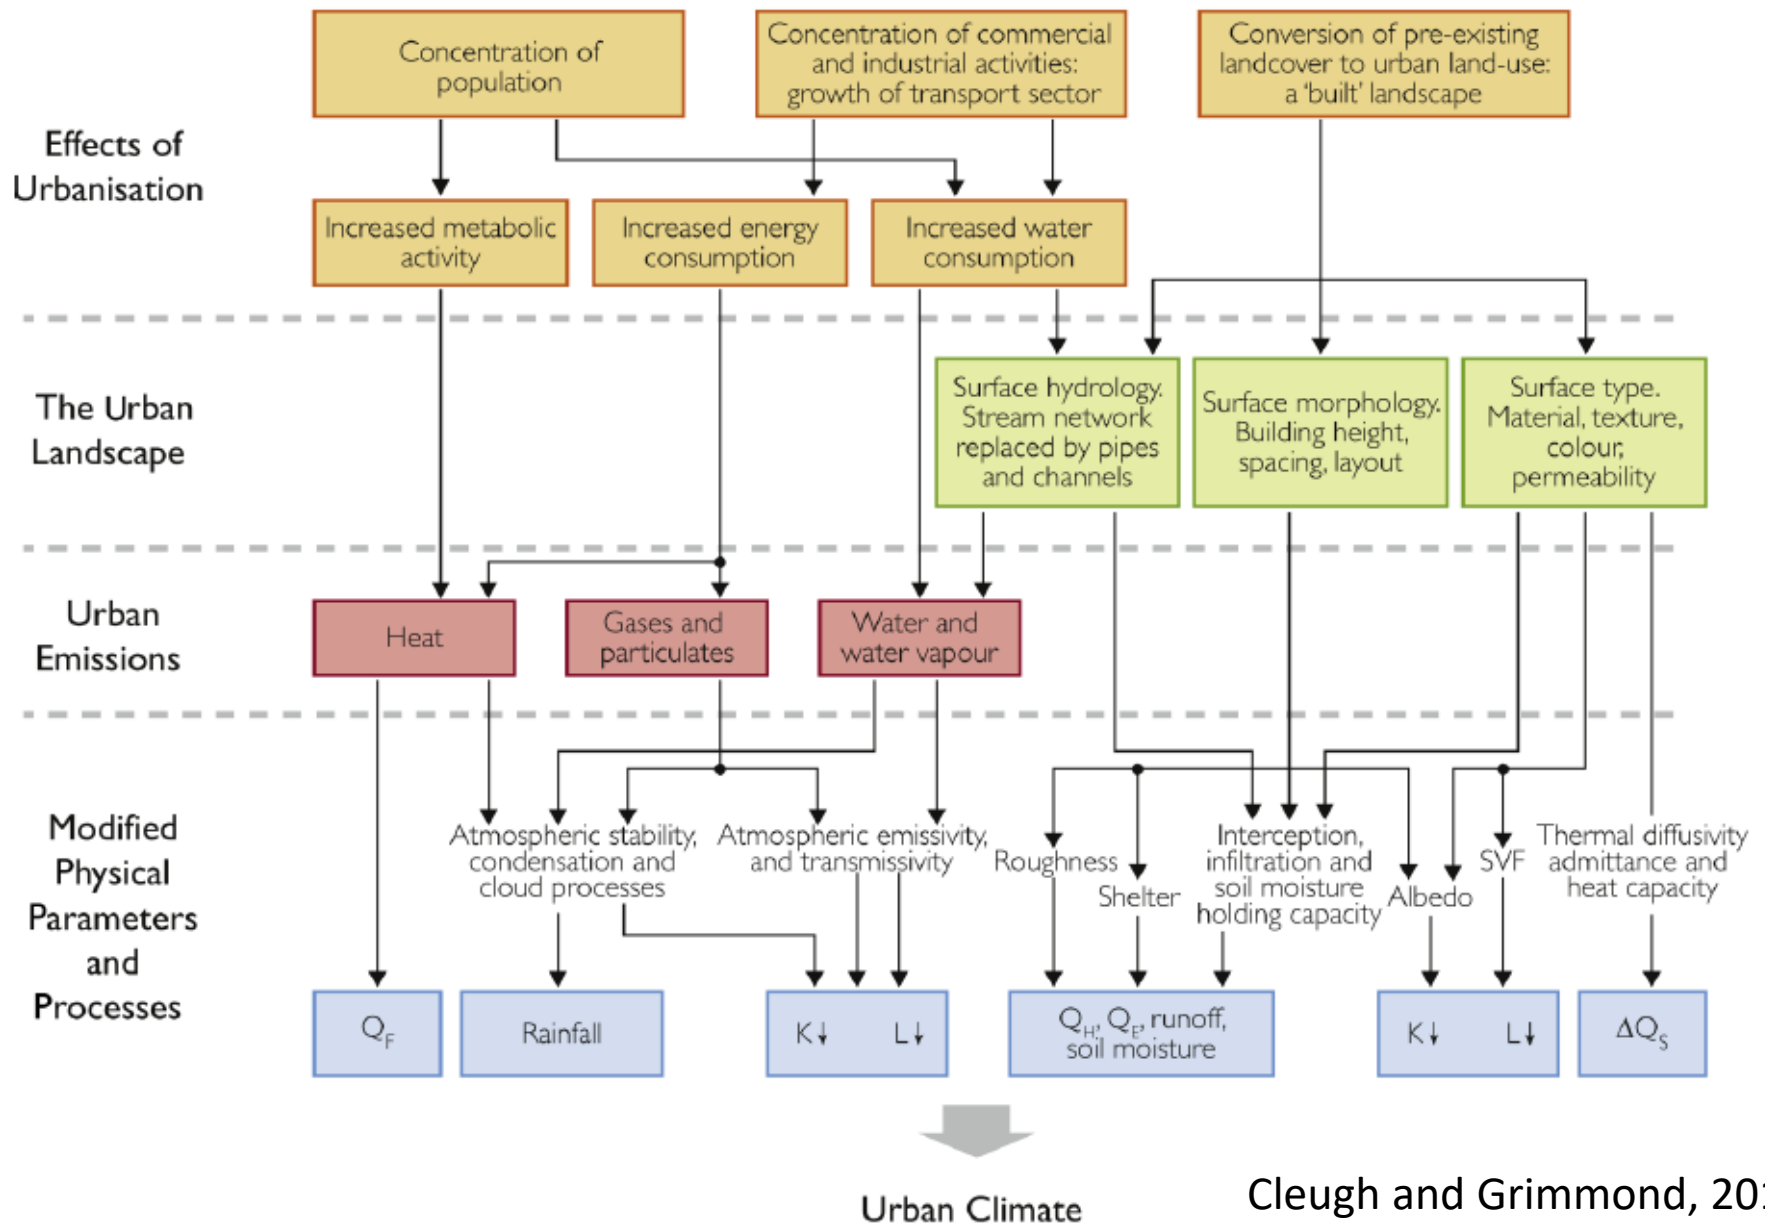 Concentration of
population
Concentration of commercial
and industrial activities:
growth of transport sector
Conversion of pre-existing
landcover to urban land-use:
a ‘built’ landscape
Effects of
Urbanisation
Increased metabolic
activity
Increased energy
consumption
Increased water
consumption
The Urban
Landscape
Surface hydrology.
Stream network
replaced by pipes
and channels
Surface morphology.
Building height,
spacing, layout
Surface type.
Material, texture,
colour,
permeability
Urban
Emissions
Heat
Gases and
particulates
Water and
water vapour
Modified
Physical
Parameters
and
Processes
Atmospheric stability,
condensation and
cloud processes
Atmospheric emissivity,
and transmissivity
Roughness
Shelter
Interception,
infiltration and
soil moisture
holding capacity
Albedo
SVF
Thermal diffusivity
admittance and
heat capacity
Q_F
Rainfall
K↓ L↓
Q_H, Q_E, runoff,
soil moisture
K↓ L↓
ΔQ_S
Urban Climate
Cleugh and Grimmond,